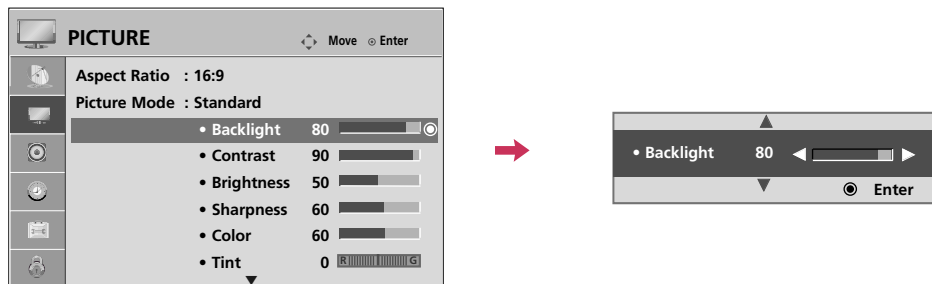 PICTURE Move Enter
Aspect Ratio : 16:9
Picture Mode : Standard
• Backlight 80
• Contrast 90
• Brightness 50
• Sharpness 60
• Color 60
• Tint 0 R G
• Backlight 80
Enter